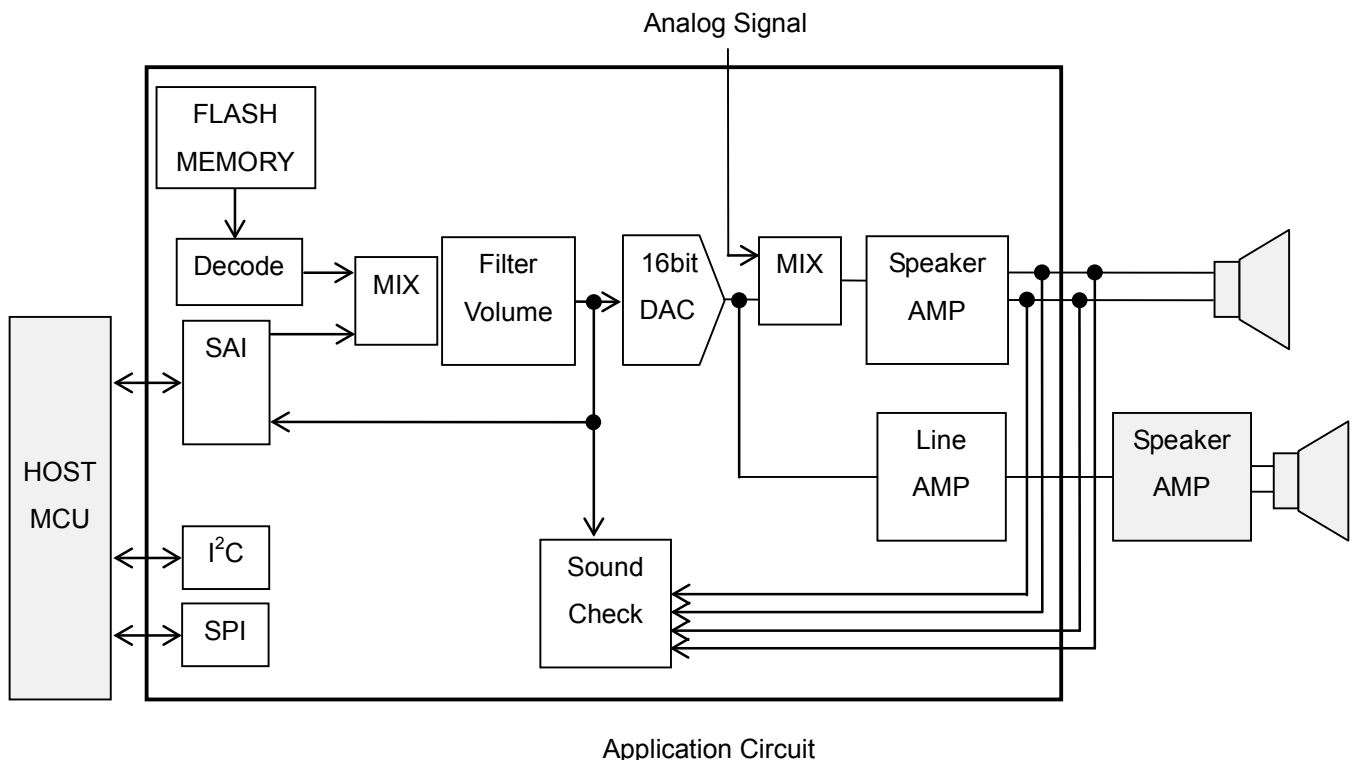 Analog Signal
FLASH
MEMORY
Decode
MIX
Filter
Volume
16bit
DAC
MIX
Speaker
AMP
SAI
HOST
MCU
Line
AMP
Speaker
AMP
I²C
Sound
Check
SPI
Application Circuit